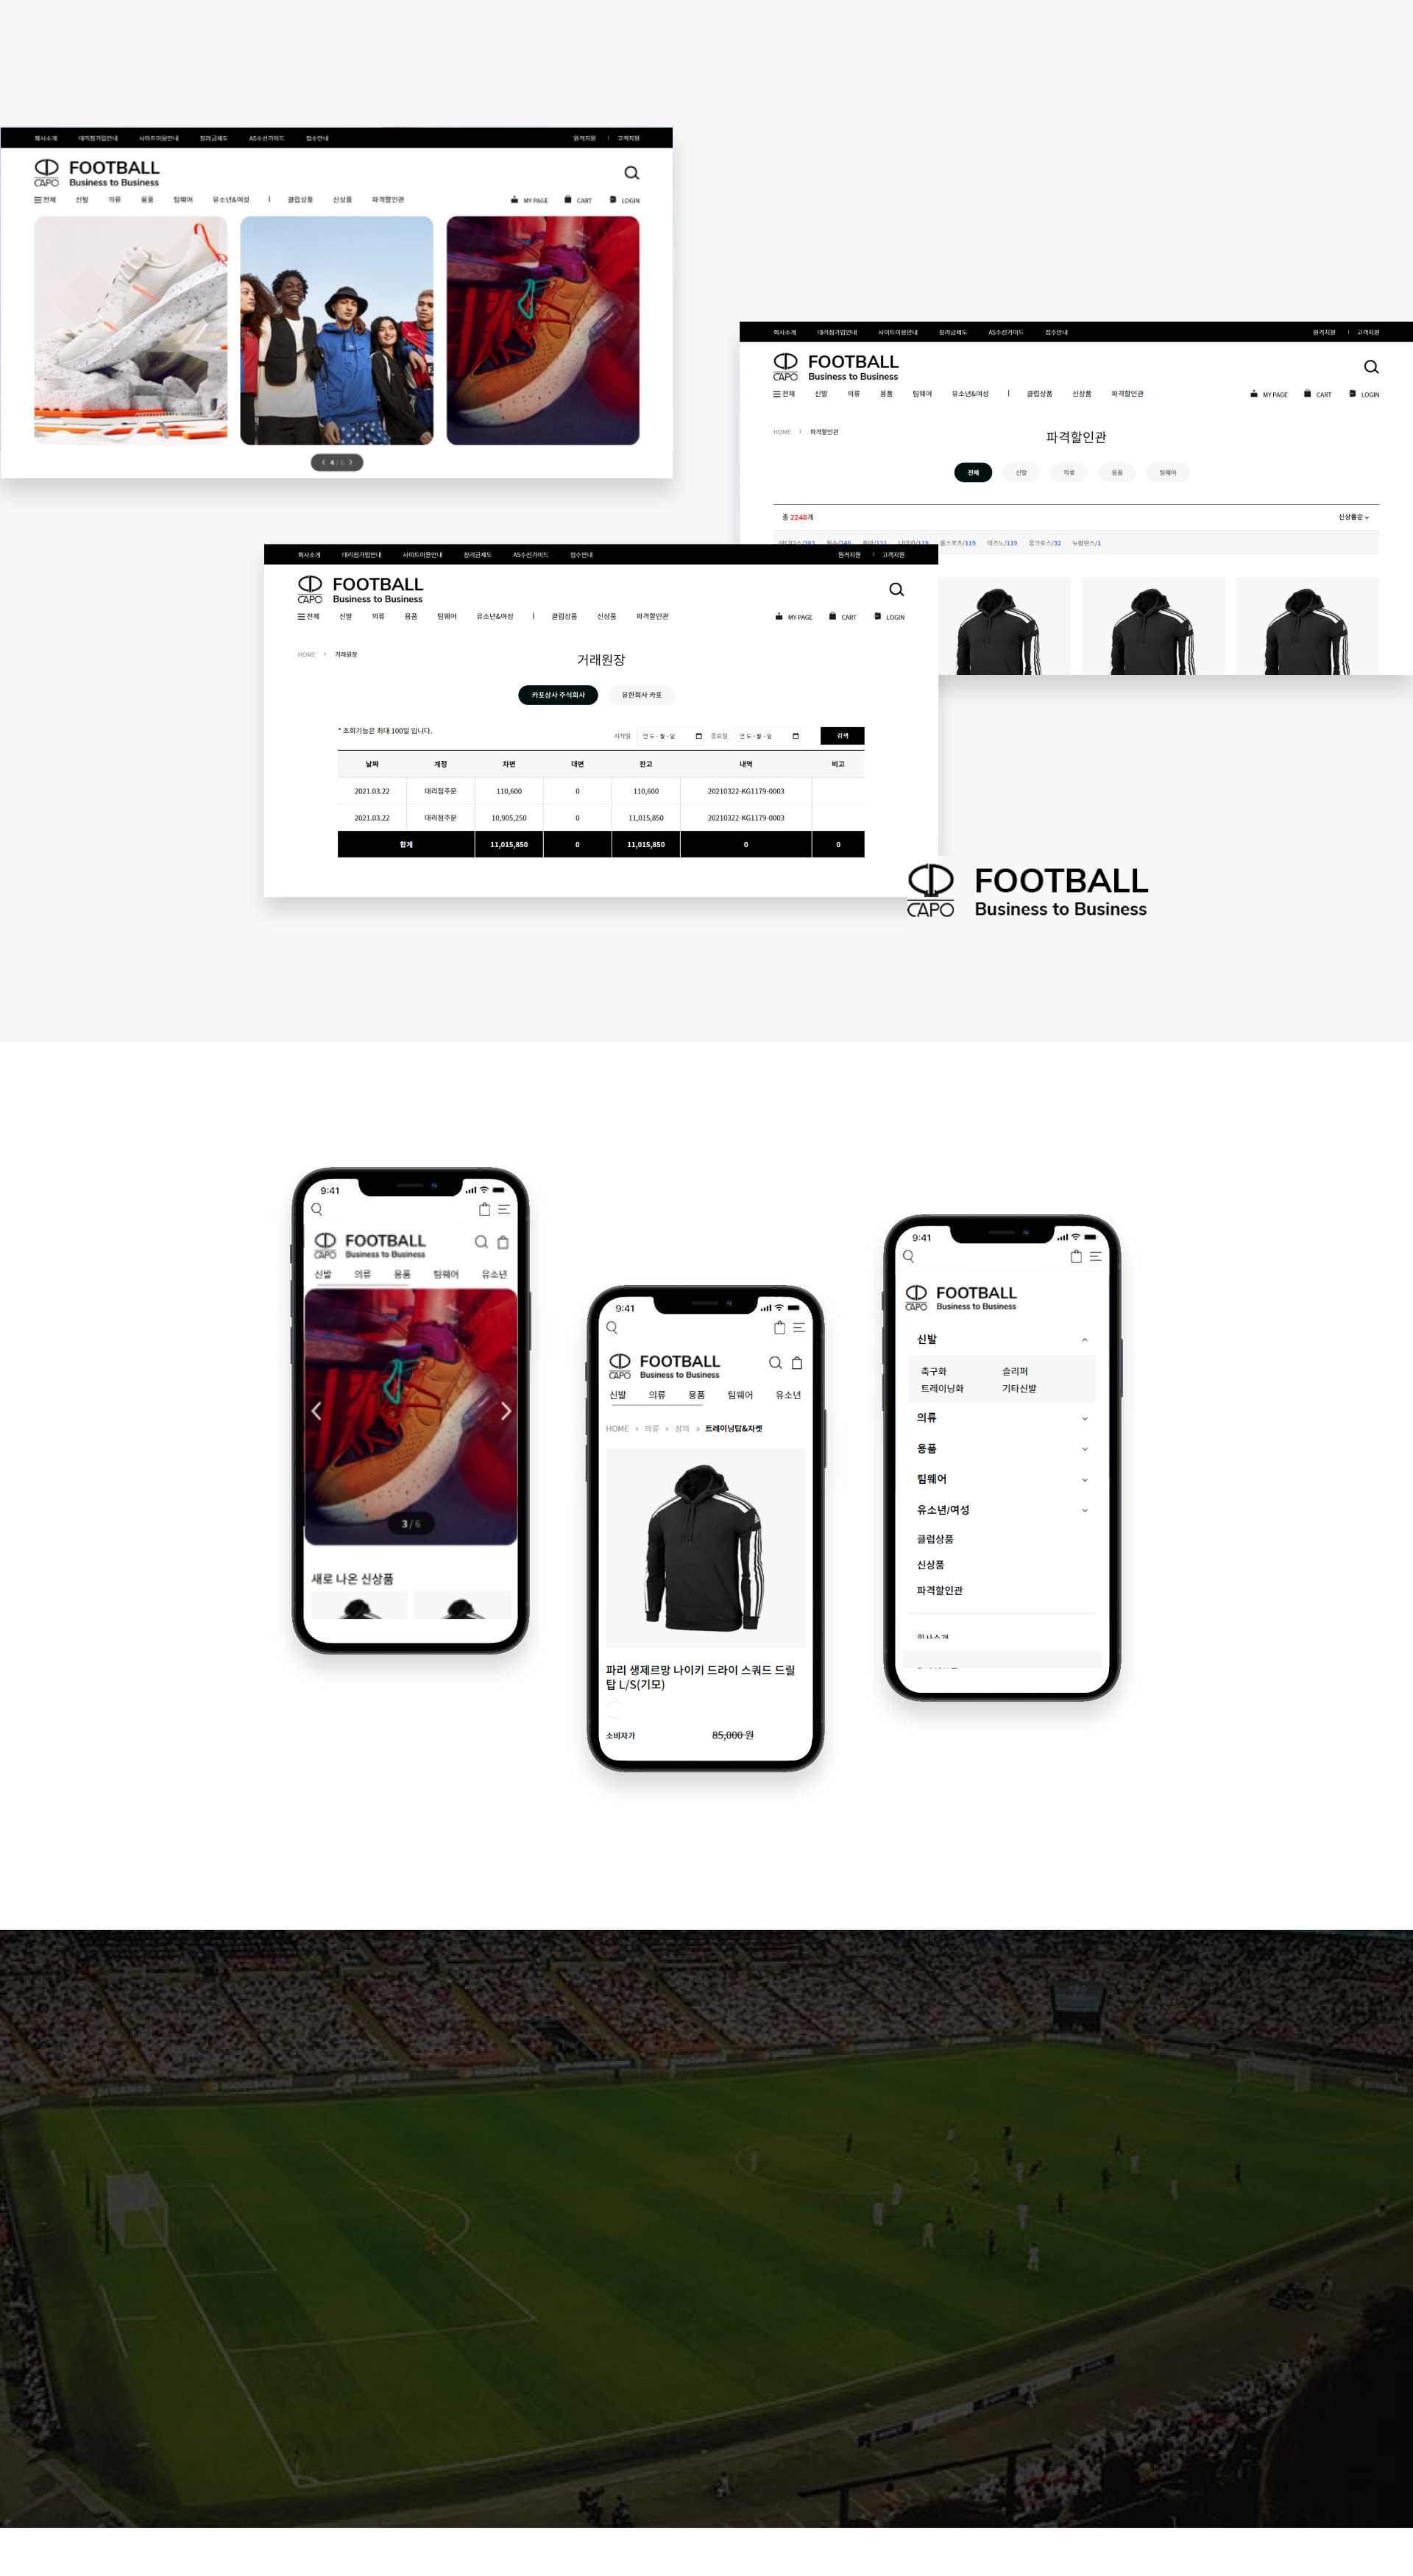 회사소개 대리점가입안내 사이트이용안내 장려금제도 AS수선가이드 접수안내 원격지원 | 고객지원
CAPO FOOTBALL
Business to Business
전체 신발 의류 용품 팀웨어 유소년&여성 | 클럽상품 신상품 파격할인관 MY PAGE CART LOGIN
4 / 6
회사소개 대리점가입안내 사이트이용안내 장려금제도 AS수선가이드 접수안내 원격지원 | 고객지원
CAPO FOOTBALL
Business to Business
전체 신발 의류 용품 팀웨어 유소년&여성 | 클럽상품 신상품 파격할인관 MY PAGE CART LOGIN
HOME > 파격할인관
파격할인관
전체 신발 의류 용품 팀웨어
총 2248개 신상품순
미즈노/119 뉴발란스/1
회사소개 대리점가입안내 사이트이용안내 장려금제도 AS수선가이드 접수안내 원격지원 | 고객지원
CAPO FOOTBALL
Business to Business
전체 신발 의류 용품 팀웨어 유소년&여성 | 클럽상품 신상품 파격할인관 MY PAGE CART LOGIN
HOME > 거래원장
거래원장
카포상사 주식회사 유한회사 카포
* 조회기능은 최대 100일 입니다.
시작일 연도-월-일 종료일 연도-월-일 검색
날짜 계정 차변 대변 잔고 내역 비고
2021.03.22 대리점주문 110,600 0 110,600 20210322-KG1179-0003
2021.03.22 대리점주문 10,905,250 0 11,015,850 20210322-KG1179-0003
합계 11,015,850 0 11,015,850 0 0
CAPO FOOTBALL
Business to Business
9:41
CAPO FOOTBALL
Business to Business
신발 의류 용품 팀웨어 유소년
3 / 6
새로 나온 신상품
9:41
CAPO FOOTBALL
Business to Business
신발 의류 용품 팀웨어 유소년
HOME > 의류 > 상의 > 트레이닝탑&자켓
파리 생제르망 나이키 드라이 스쿼드 드릴
탑 L/S(기모)
소비자가 85,000 원
9:41
CAPO FOOTBALL
Business to Business
신발
축구화 슬리퍼
트레이닝화 기타신발
의류
용품
팀웨어
유소년/여성
클럽상품
신상품
파격할인관